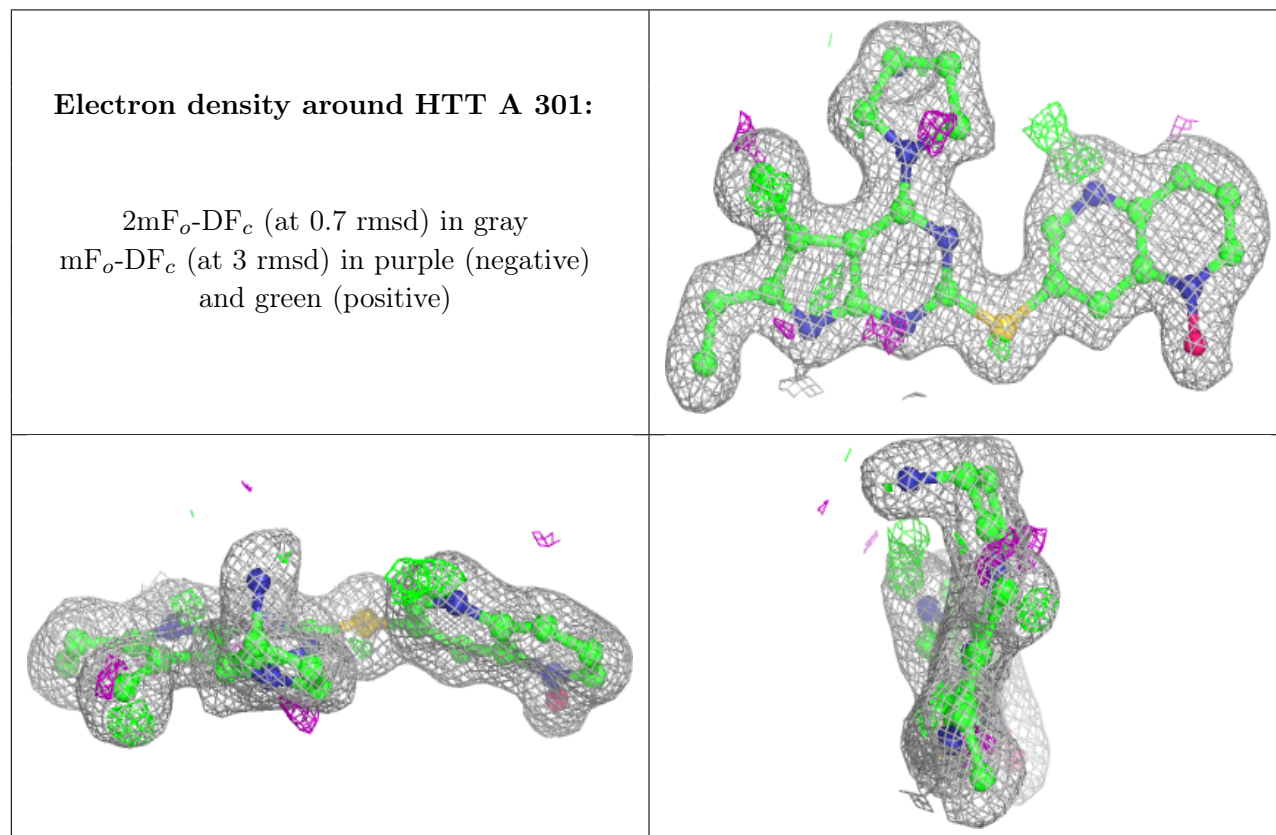 Electron density around HTT A 301:
2mFo-DFc (at 0.7 rmsd) in gray
mFo-DFc (at 3 rmsd) in purple (negative)
and green (positive)